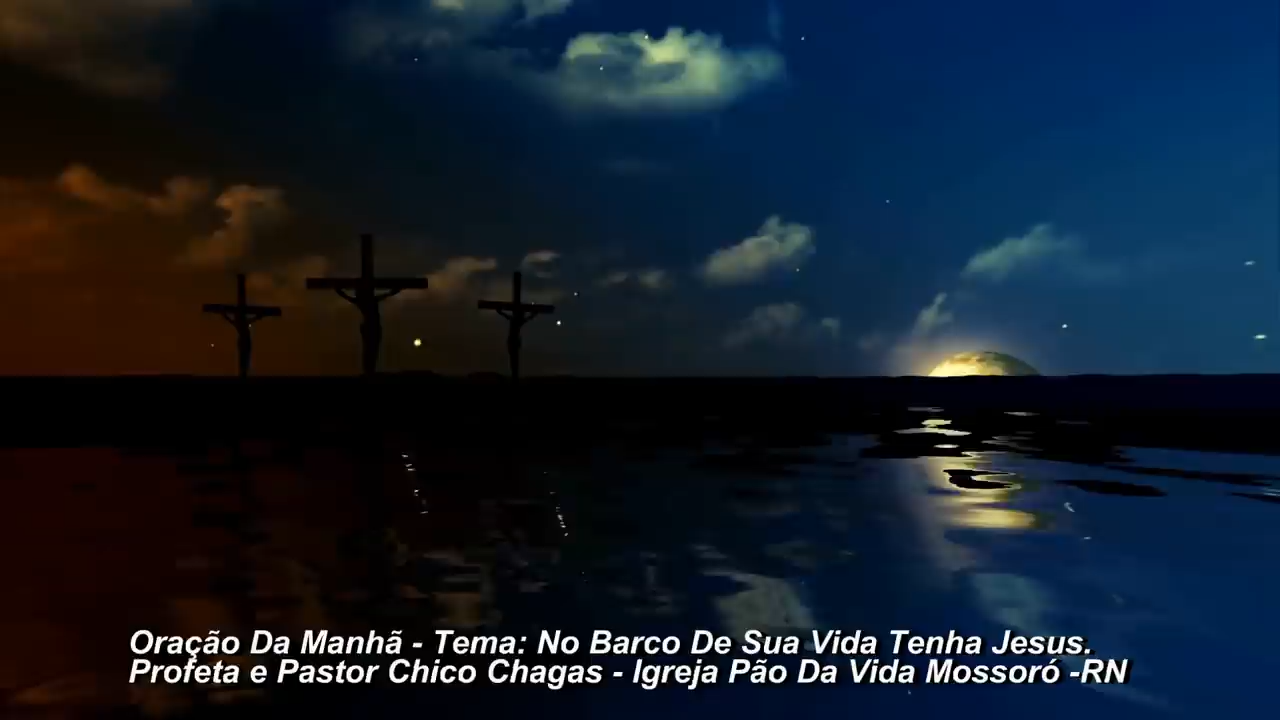 Oração Da Manhã - Tema: No Barco De Sua Vida Tenha Jesus.
Profeta e Pastor Chico Chagas - Igreja Pão Da Vida Mossoró -RN